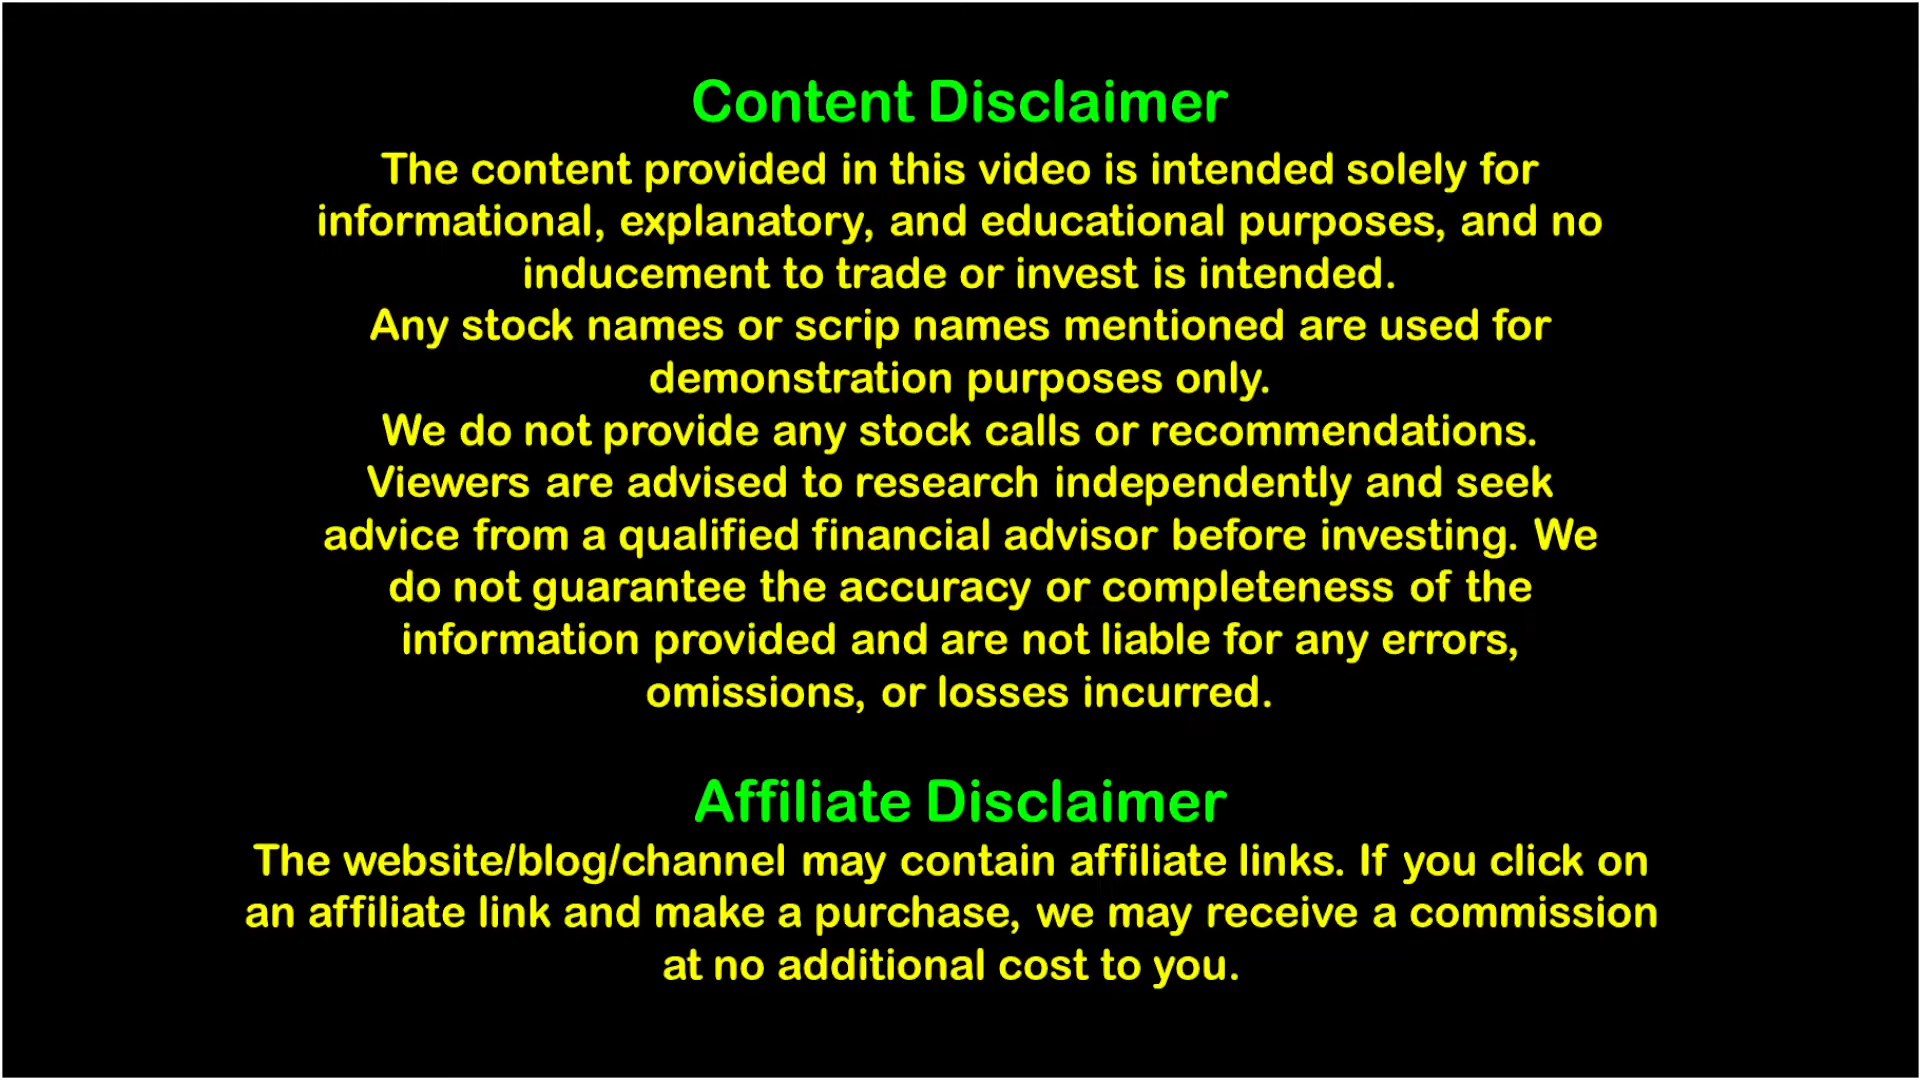 Content Disclaimer
The content provided in this video is intended solely for
informational, explanatory, and educational purposes, and no
inducement to trade or invest is intended.
Any stock names or scrip names mentioned are used for
demonstration purposes only.
We do not provide any stock calls or recommendations.
Viewers are advised to research independently and seek
advice from a qualified financial advisor before investing. We
do not guarantee the accuracy or completeness of the
information provided and are not liable for any errors,
omissions, or losses incurred.
Affiliate Disclaimer
The website/blog/channel may contain affiliate links. If you click on
an affiliate link and make a purchase, we may receive a commission
at no additional cost to you.